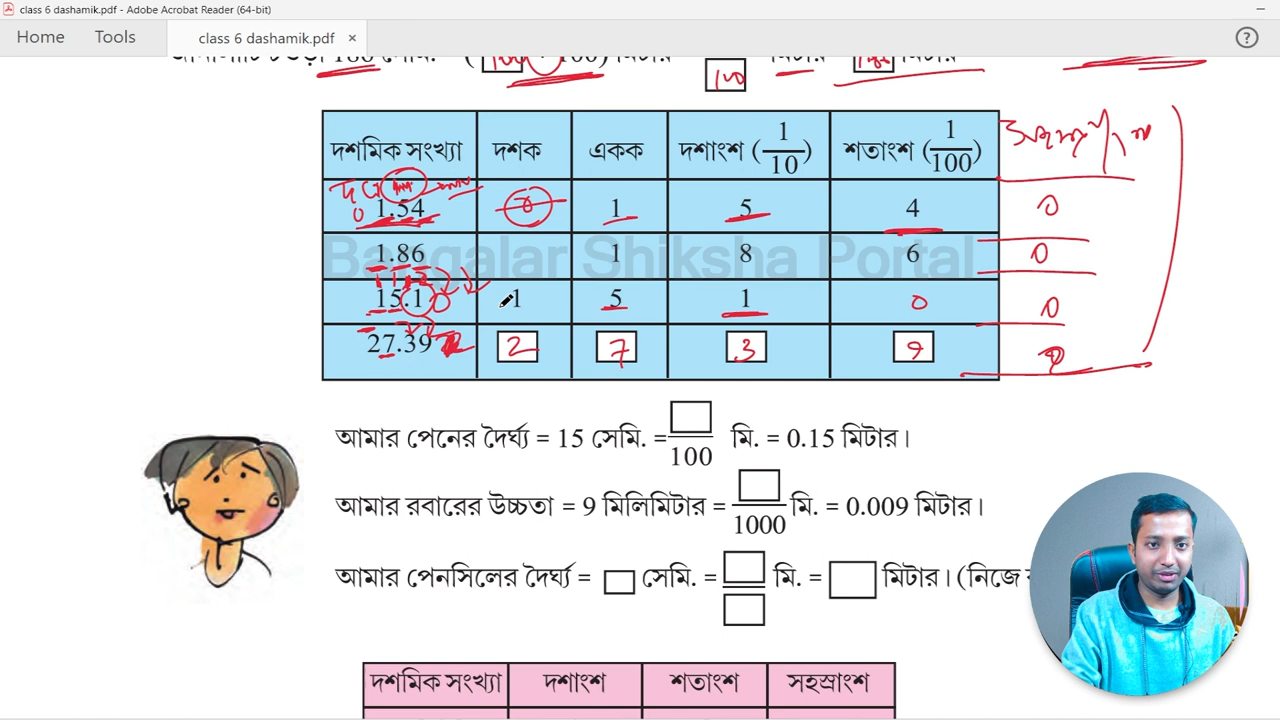 class 6 dashamik.pdf - Adobe Acrobat Reader (64-bit)
Home Tools class 6 dashamik.pdf × ?
100
দশমিক সংখ্যা দশক একক দশাংশ (1/10) শতাংশ (1/100)
1.54 0 1 5 4 0
1.86 1 8 6 0
15.10 1 5 1 0 0
27.39 2 7 3 9 0
Bangalar Shiksha Portal
আমার পেনের দৈর্ঘ্য = 15 সেমি. = □/100 মি. = 0.15 মিটার।
আমার রবারের উচ্চতা = 9 মিলিমিটার = □/1000 মি. = 0.009 মিটার।
আমার পেনসিলের দৈর্ঘ্য = □ সেমি. = □/□ মি. = □ মিটার। (নিজে
দশমিক সংখ্যা দশাংশ শতাংশ সহস্রাংশ